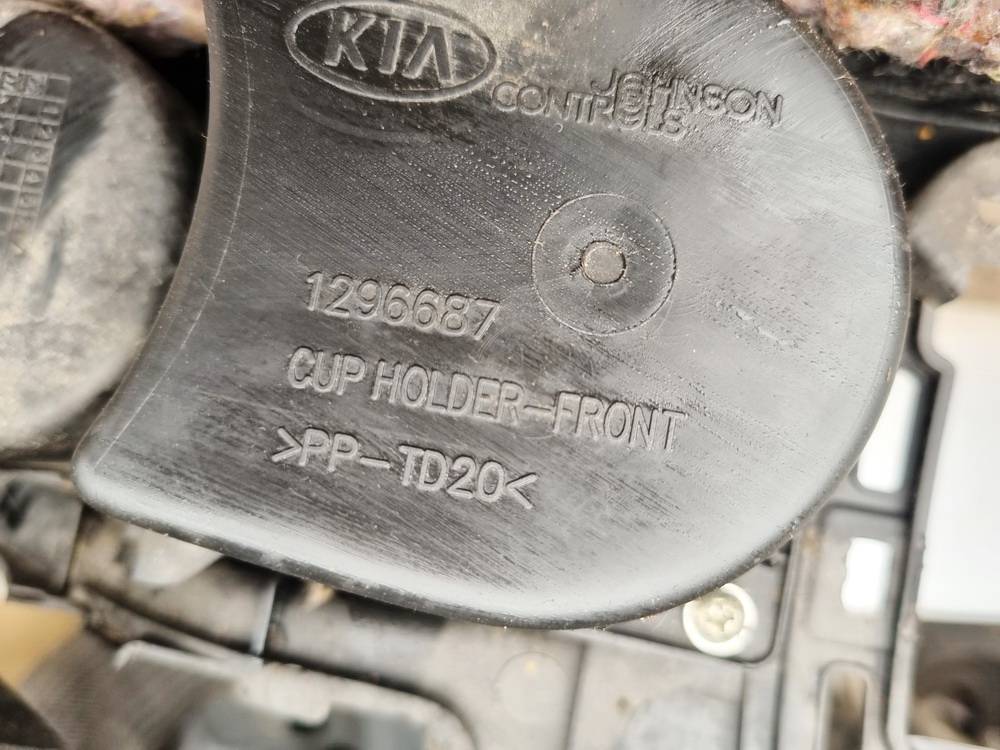 KIA
JOHNSON
CONTROLS
1296687
CUP HOLDER-FRONT
>PP-TD20<